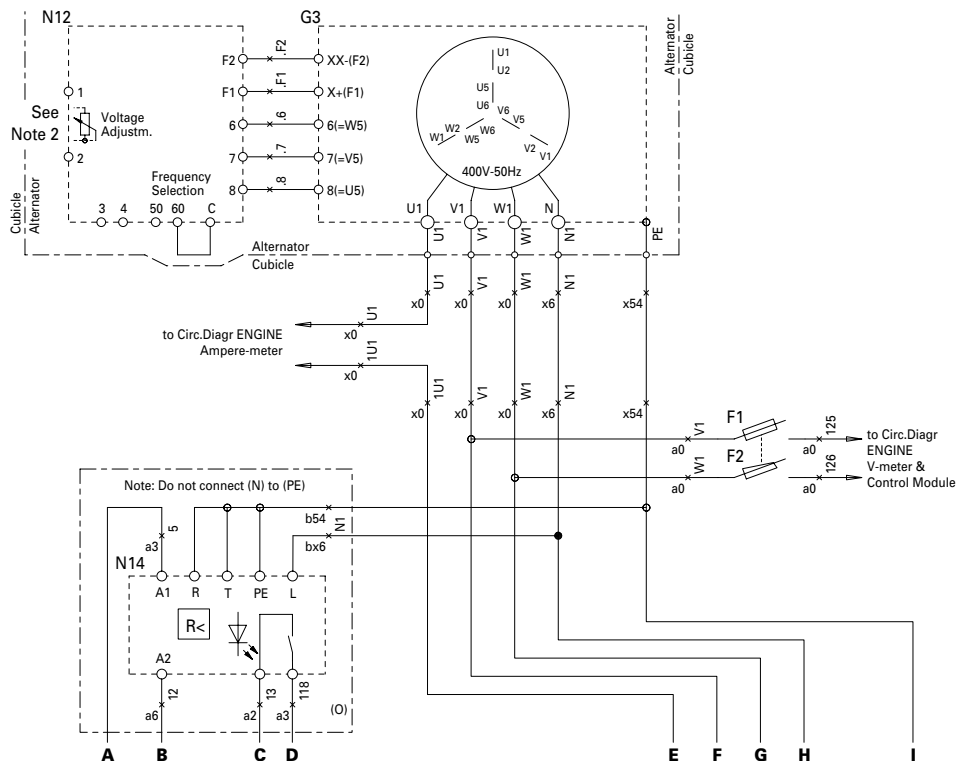 N12
G3
Alternator
Cubicle
F2
.F2
XX-(F2)
U1
U2
1
F1
.F1
X+(F1)
U5
U6
V6
V5
See
Note 2
Voltage
Adjustm.
6
.6
6(=W5)
W1
W2
W5
W6
V2
V1
2
7
.7
7(=V5)
400V-50Hz
Frequency
Selection
8
.8
8(=U5)
Cubicle
Alternator
3
4
50
60
C
U1
V1
W1
N
U1
V1
W1
N1
PE
Alternator
Cubicle
U1
V1
W1
N1
x0
x0
x0
x6
x54
U1
x0
to Circ.Diagr ENGINE
Ampere-meter
1U1
x0
1U1
V1
W1
N1
x0
x0
x0
x6
x54
F1
V1
a0
125
a0
to Circ.Diagr
ENGINE
V-meter &
Control Module
F2
W1
a0
126
a0
Note: Do not connect (N) to (PE)
b54
5
a3
N1
bx6
N14
A1
R
T
PE
L
R<
A2
12
a6
13
a2
118
a3
(O)
A
B
C
D
E
F
G
H
I